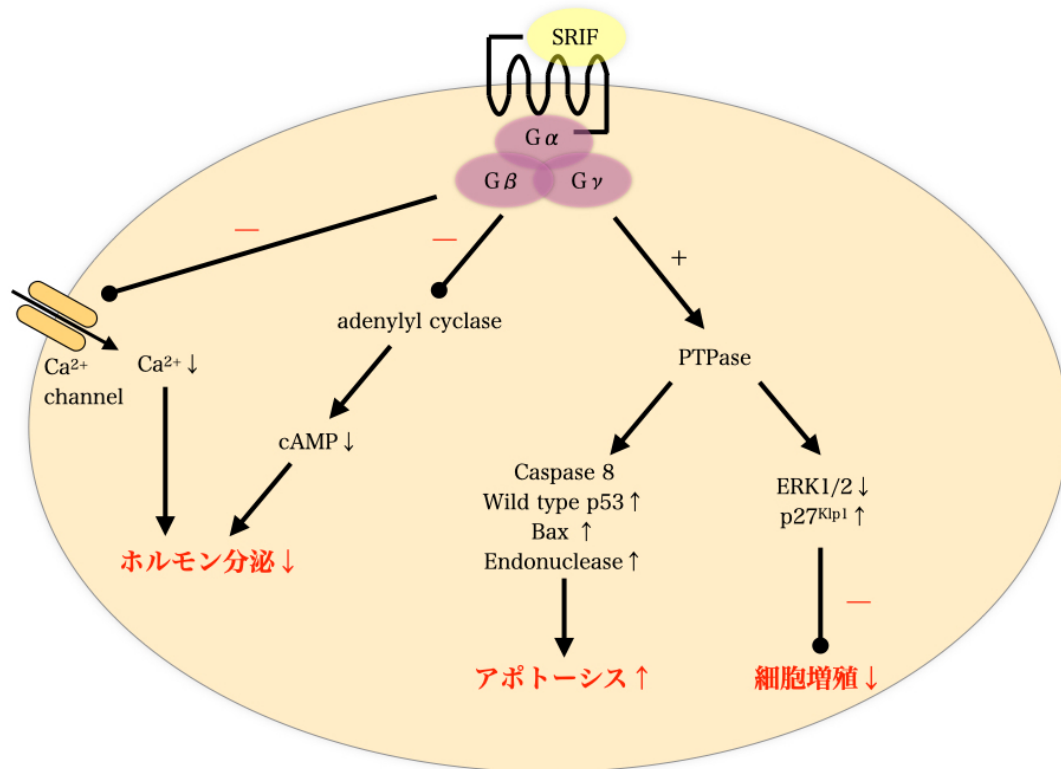 SRIF
Gα
Gβ
Gγ
—
—
+
adenylyl cyclase
PTPase
Ca²⁺
channel
Ca²⁺↓
cAMP↓
Caspase 8
Wild type p53↑
Bax ↑
Endonuclease↑
ERK1/2↓
p27ᴷˡᵖ¹↑
ホルモン分泌↓
—
アポトーシス↑
細胞増殖↓